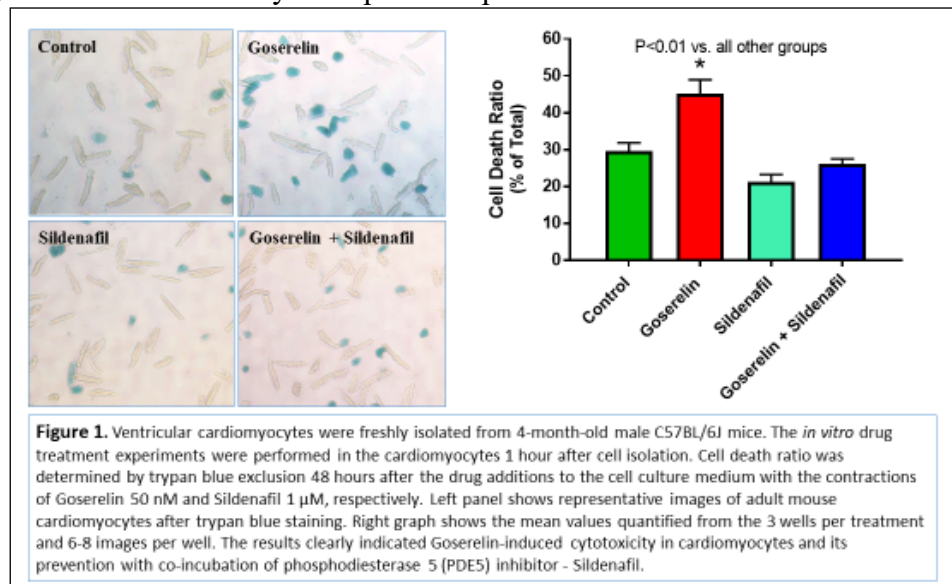 Control
Goserelin
Sildenafil
Goserelin + Sildenafil
60
50
40
30
20
10
0
Cell Death Ratio
(% of Total)
P<0.01 vs. all other groups
*
Control
Goserelin
Sildenafil
Goserelin + Sildenafil
Figure 1. Ventricular cardiomyocytes were freshly isolated from 4-month-old male C57BL/6J mice. The in vitro drug
treatment experiments were performed in the cardiomyocytes 1 hour after cell isolation. Cell death ratio was
determined by trypan blue exclusion 48 hours after the drug additions to the cell culture medium with the contractions
of Goserelin 50 nM and Sildenafil 1 μM, respectively. Left panel shows representative images of adult mouse
cardiomyocytes after trypan blue staining. Right graph shows the mean values quantified from the 3 wells per treatment
and 6-8 images per well. The results clearly indicated Goserelin-induced cytotoxicity in cardiomyocytes and its
prevention with co-incubation of phosphodiesterase 5 (PDE5) inhibitor - Sildenafil.